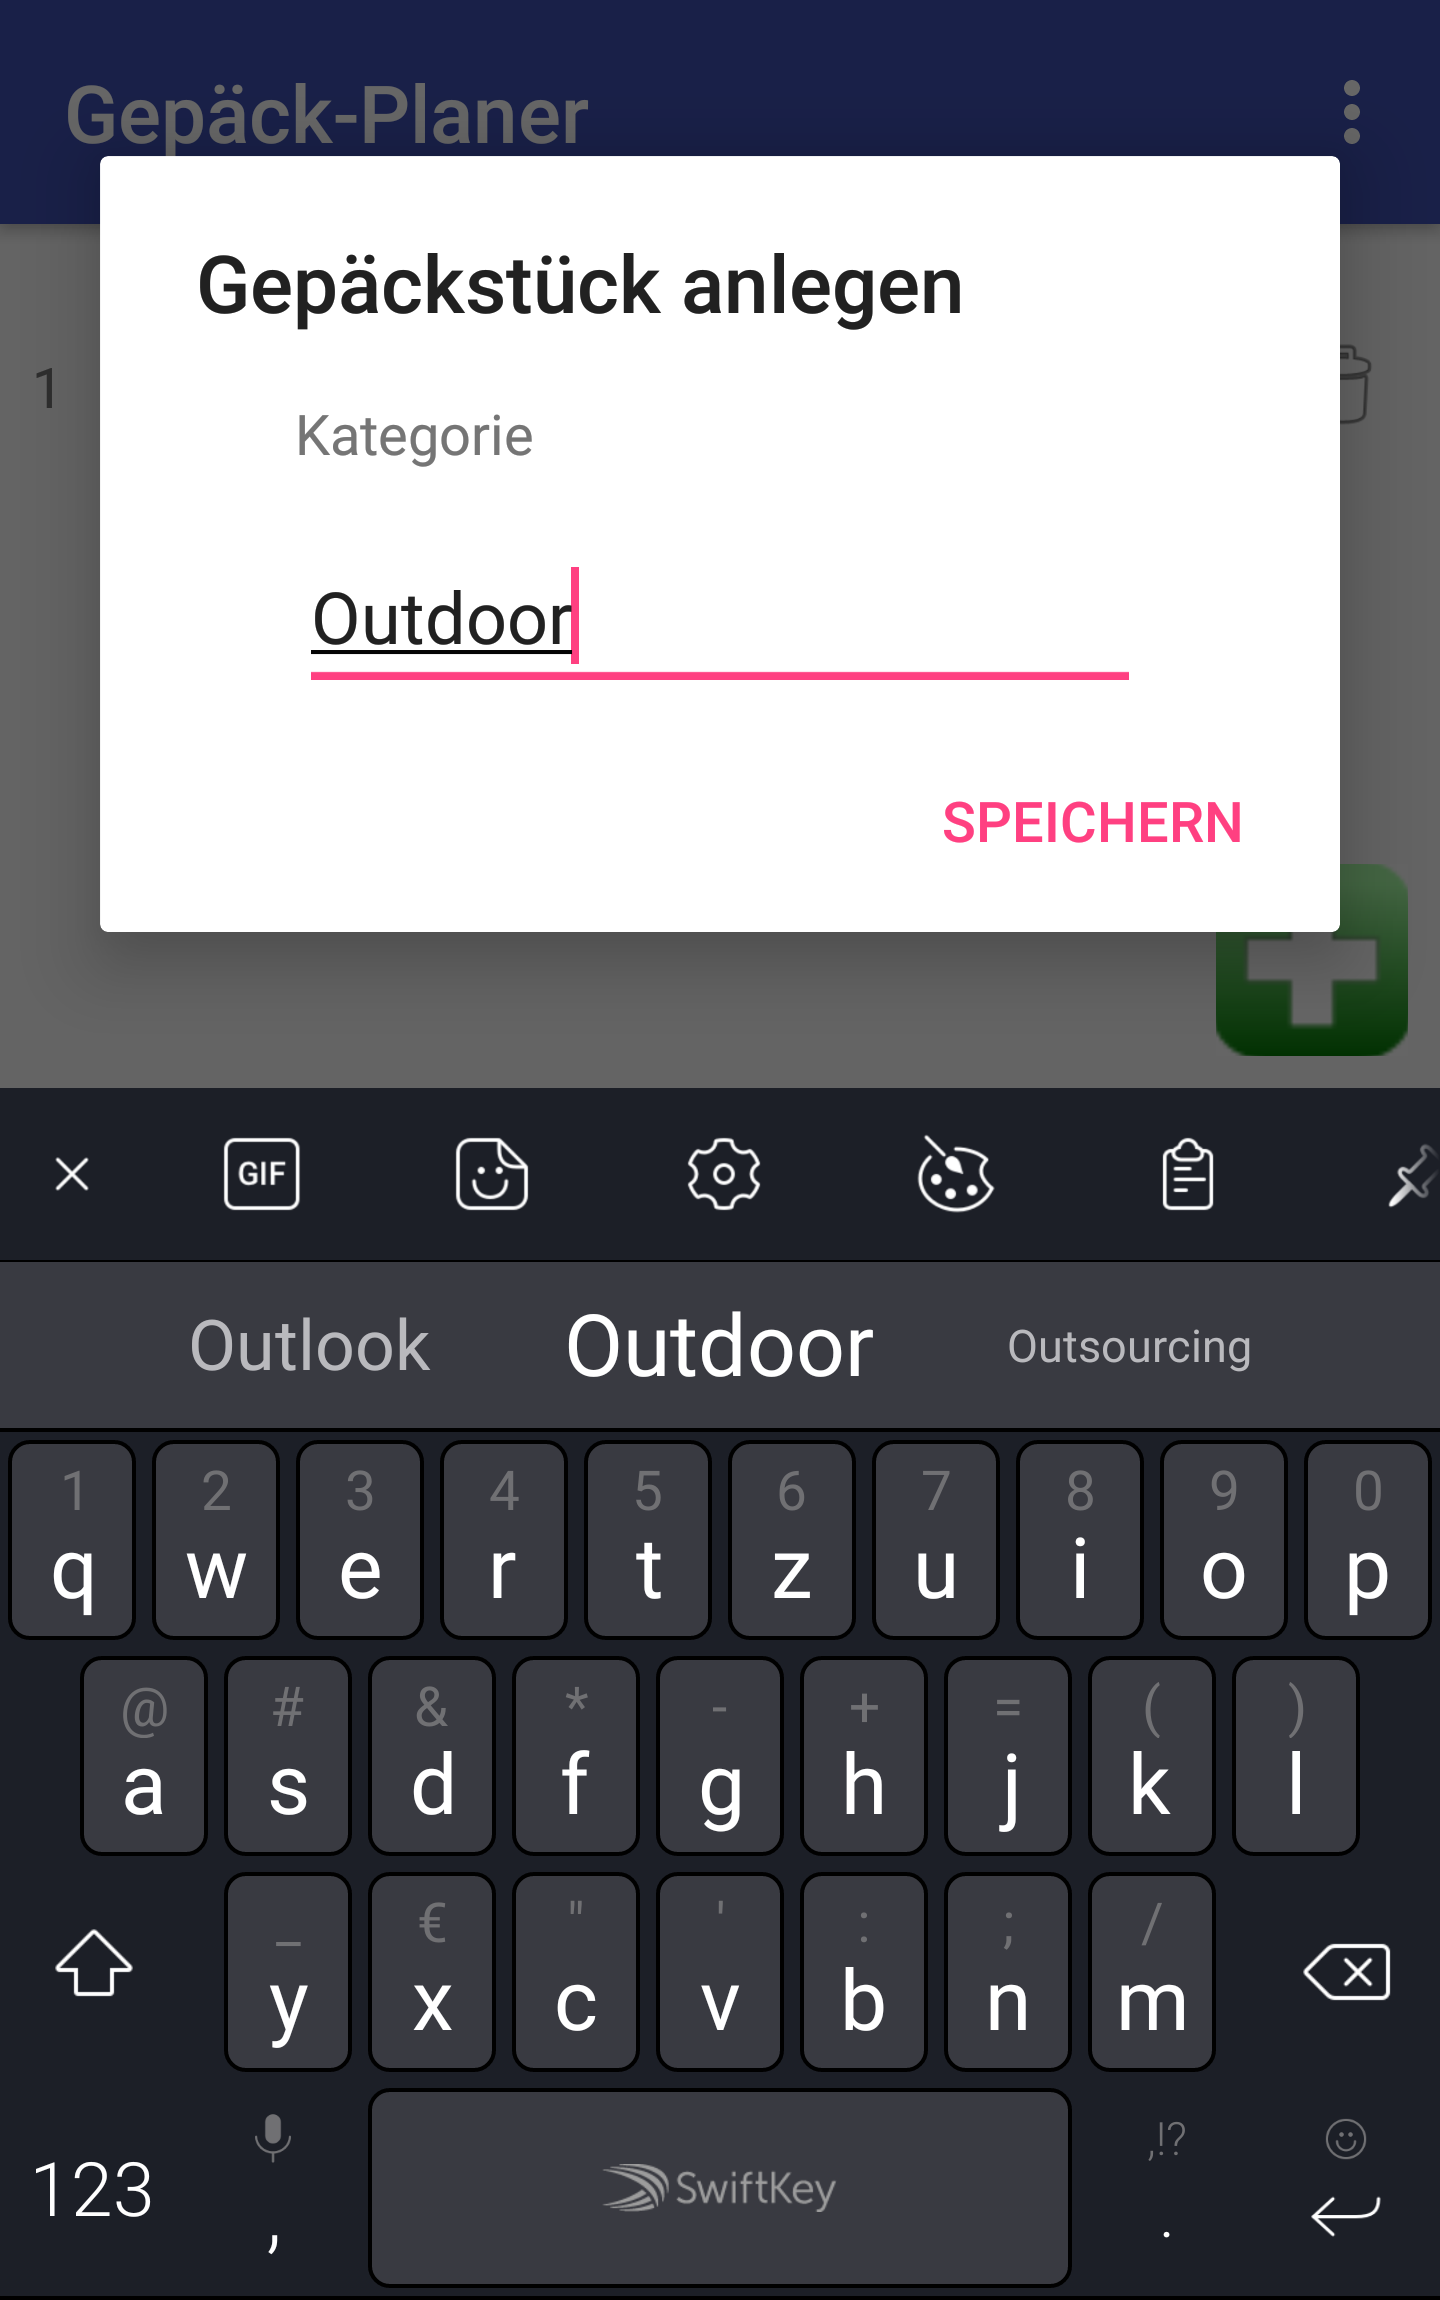 Gepäck-Planer
Gepäckstück anlegen
1
Kategorie
Outdoor
SPEICHERN
GIF
Outlook Outdoor Outsourcing
1 2 3 4 5 6 7 8 9 0
q w e r t z u i o p
@ # & * - + = ( )
a s d f g h j k l
_ € " ' : ; /
y x c v b n m
,!?
123 , SwiftKey .